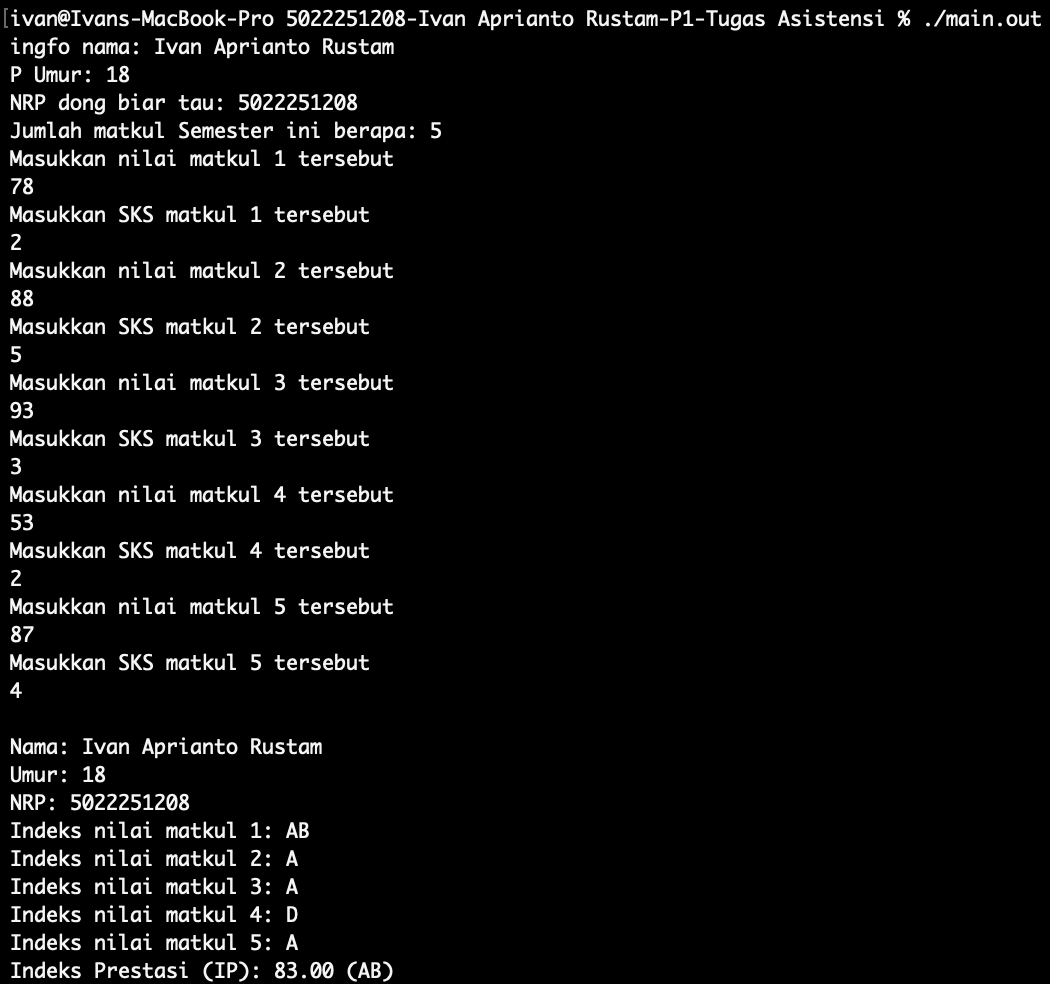 [ivan@Ivans-MacBook-Pro 5022251208-Ivan Aprianto Rustam-P1-Tugas Asistensi % ./main.out
ingfo nama: Ivan Aprianto Rustam
P Umur: 18
NRP dong biar tau: 5022251208
Jumlah matkul Semester ini berapa: 5
Masukkan nilai matkul 1 tersebut
78
Masukkan SKS matkul 1 tersebut
2
Masukkan nilai matkul 2 tersebut
88
Masukkan SKS matkul 2 tersebut
5
Masukkan nilai matkul 3 tersebut
93
Masukkan SKS matkul 3 tersebut
3
Masukkan nilai matkul 4 tersebut
53
Masukkan SKS matkul 4 tersebut
2
Masukkan nilai matkul 5 tersebut
87
Masukkan SKS matkul 5 tersebut
4
Nama: Ivan Aprianto Rustam
Umur: 18
NRP: 5022251208
Indeks nilai matkul 1: AB
Indeks nilai matkul 2: A
Indeks nilai matkul 3: A
Indeks nilai matkul 4: D
Indeks nilai matkul 5: A
Indeks Prestasi (IP): 83.00 (AB)